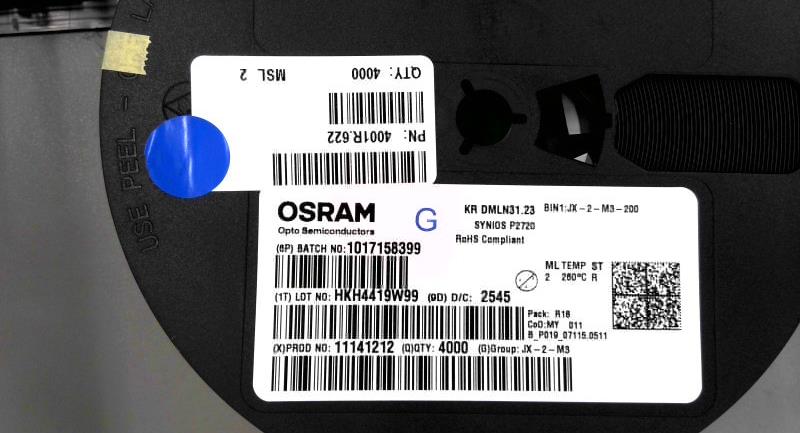 USE PEEL -
QTY: 4000 MSL 2
PN: 4001R.622
OSRAM
Opto Semiconductors
G
KR DMLN31.23 BIN1:JX-2-M3-200
SYNIOS P2720
RoHS Compliant
(6P) BATCH NO:1017158399
ML TEMP ST
2 260°C R
(1T) LOT NO: HKH4419W99 (9D) D/C: 2545
Pack: R18
CoD:MY 011
B_P019_07115.0511
(X)PROD NO: 11141212 (Q)QTY: 4000 (G)Group: JX-2-M3